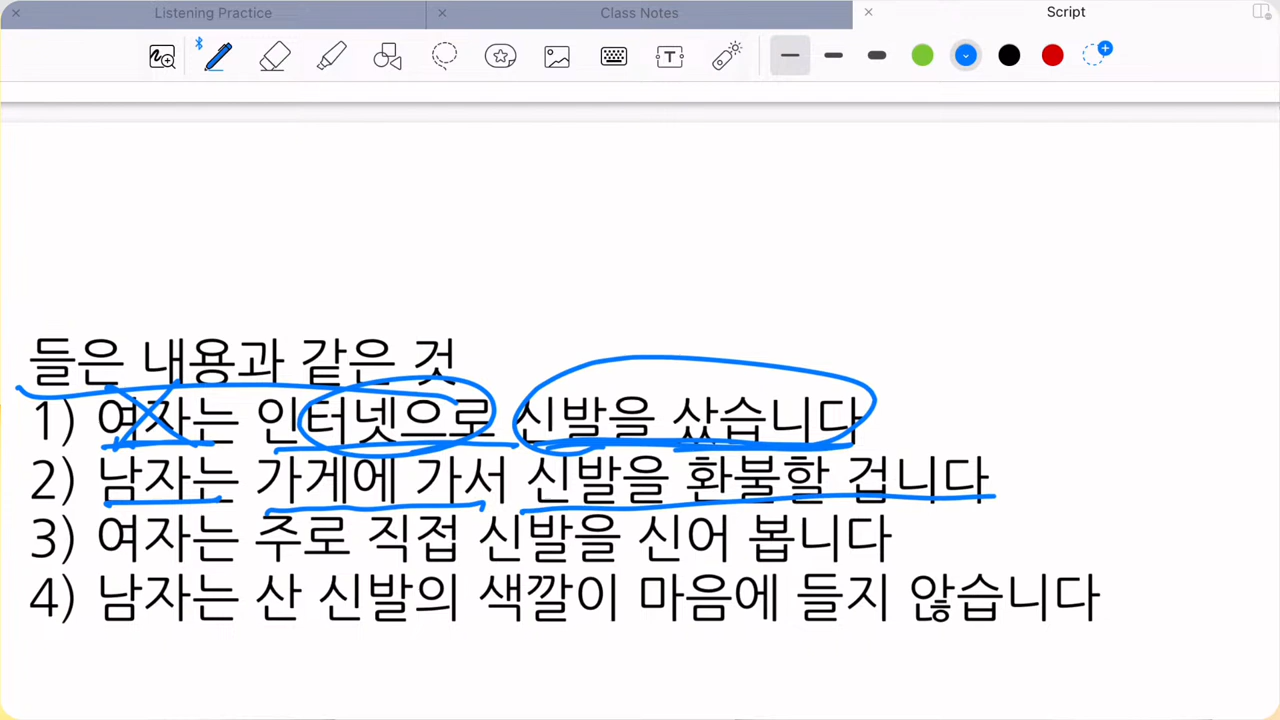 Listening Practice
Class Notes
Script
T
들은 내용과 같은 것
1) 여자는 인터넷으로 신발을 샀습니다
2) 남자는 가게에 가서 신발을 환불할 겁니다
3) 여자는 주로 직접 신발을 신어 봅니다
4) 남자는 산 신발의 색깔이 마음에 들지 않습니다